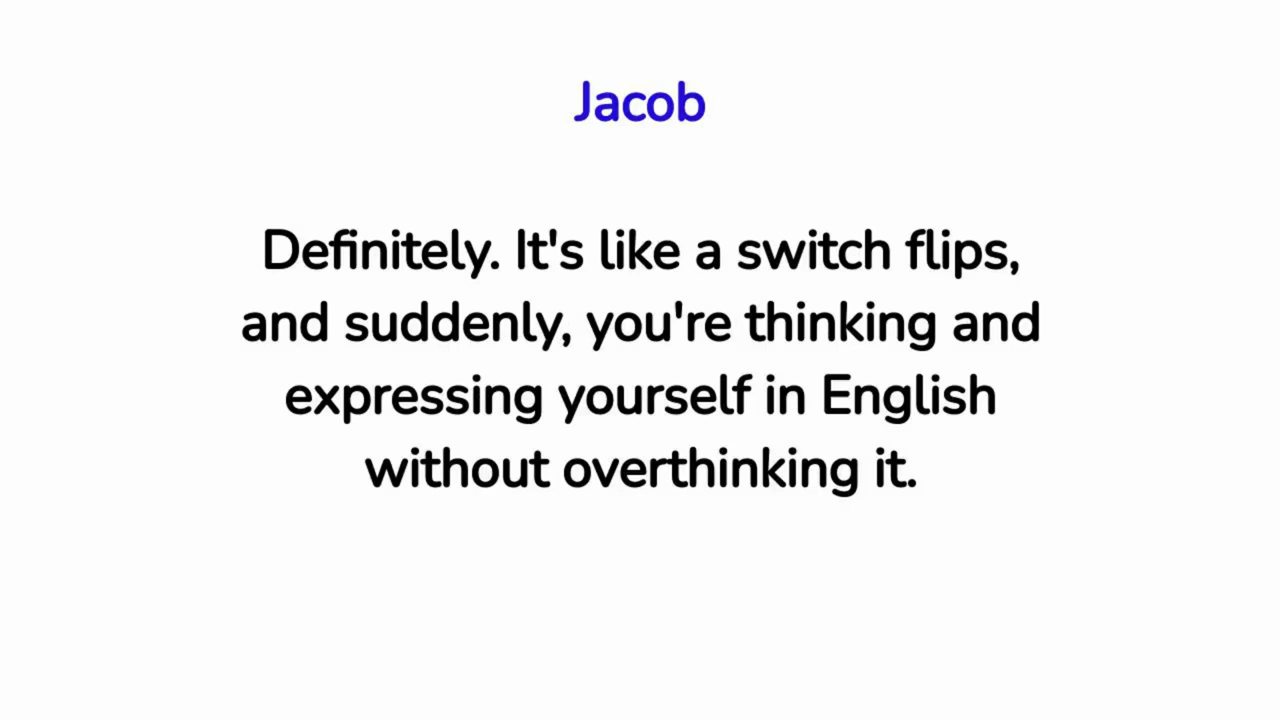 Jacob
Definitely. It's like a switch flips,
and suddenly, you're thinking and
expressing yourself in English
without overthinking it.